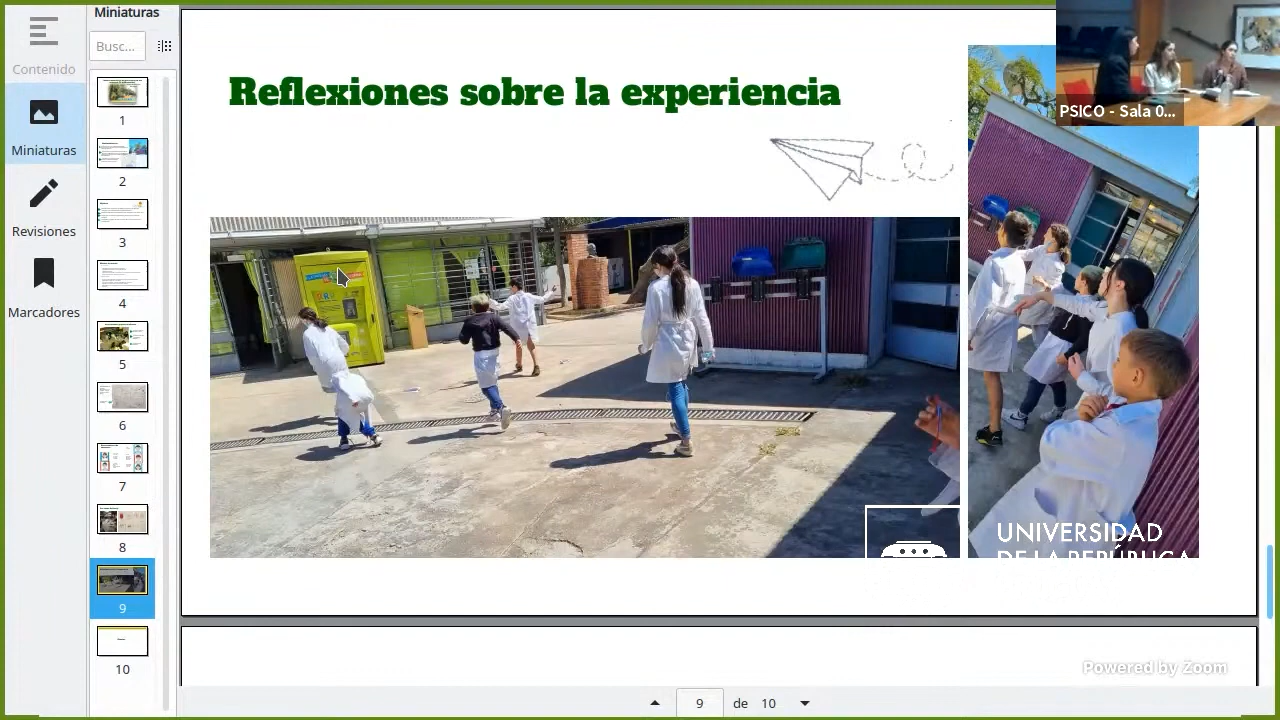 Miniaturas
Busc...
Contenido
Miniaturas
Revisiones
Marcadores
1
2
3
4
5
6
7
8
9
10
Reflexiones sobre la experiencia
PSICO - Sala 0...
UNIVERSIDAD
DE LA REPÚBLICA
Powered by Zoom
9 de 10